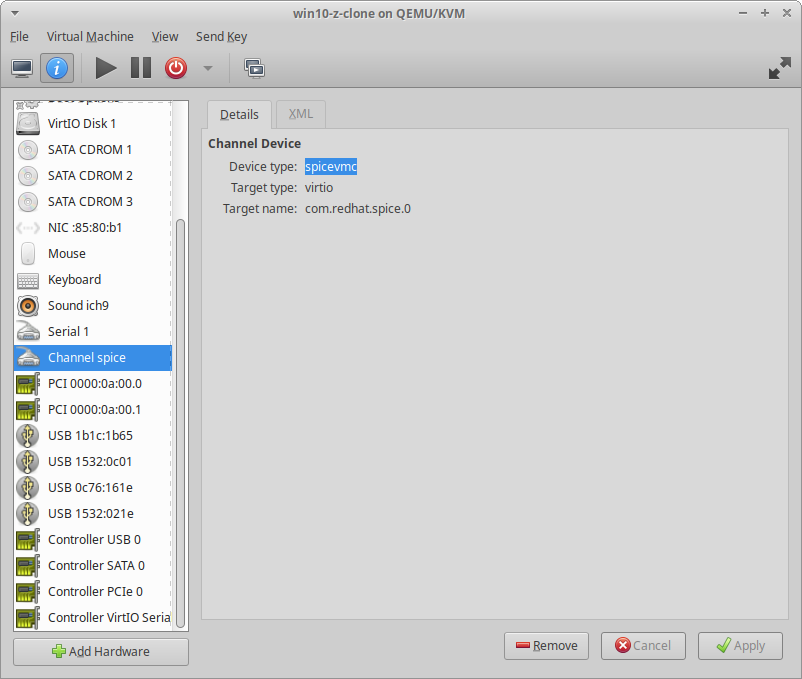 win10-z-clone on QEMU/KVM
File Virtual Machine View Send Key
Details XML
VirtIO Disk 1
SATA CDROM 1
SATA CDROM 2
SATA CDROM 3
NIC :85:80:b1
Mouse
Keyboard
Sound ich9
Serial 1
Channel spice
PCI 0000:0a:00.0
PCI 0000:0a:00.1
USB 1b1c:1b65
USB 1532:0c01
USB 0c76:161e
USB 1532:021e
Controller USB 0
Controller SATA 0
Controller PCIe 0
Controller VirtIO Seria
Add Hardware
Channel Device
Device type: spicevmc
Target type: virtio
Target name: com.redhat.spice.0
Remove Cancel Apply